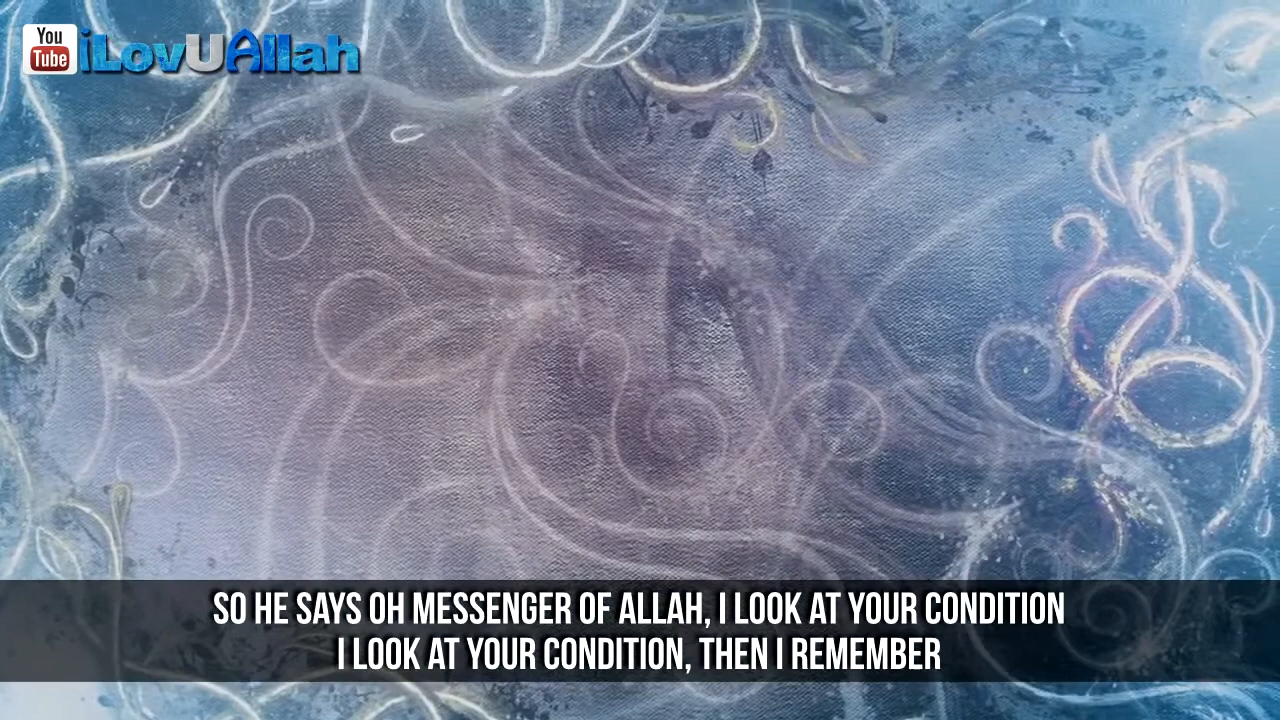 You
Tube
iLovUAllah
SO HE SAYS OH MESSENGER OF ALLAH, I LOOK AT YOUR CONDITION
I LOOK AT YOUR CONDITION, THEN I REMEMBER